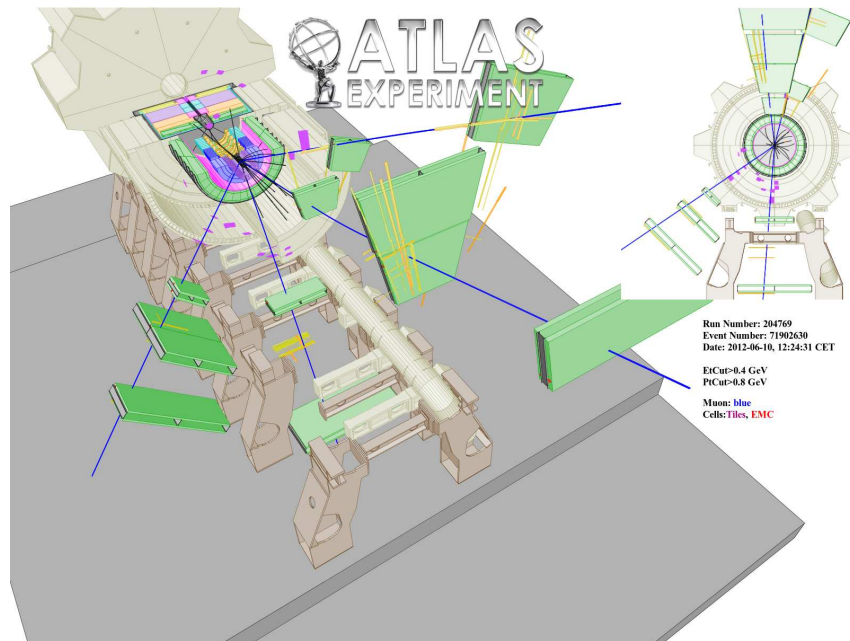 ATLAS
EXPERIMENT
Run Number: 204769
Event Number: 71902630
Date: 2012-06-10, 12:24:31 CET
EtCut>0.4 GeV
PtCut>0.8 GeV
Muon: blue
Cells:Tiles, EMC